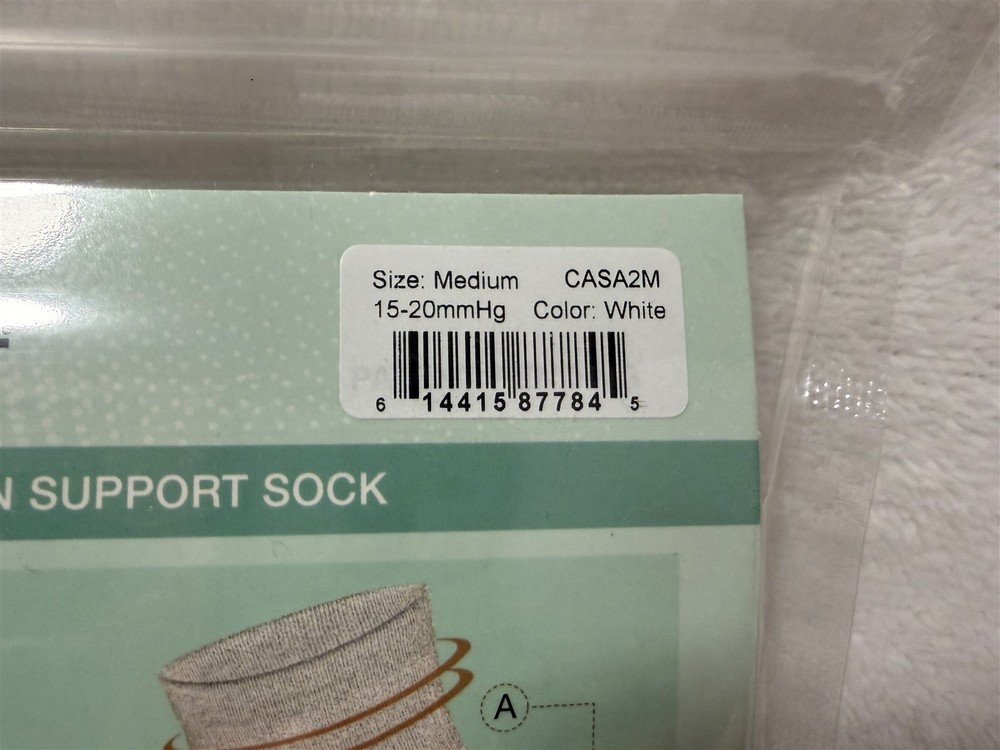 Size: Medium CASA2M
15-20mmHg Color: White
6 14415 87784 5
N SUPPORT SOCK
A